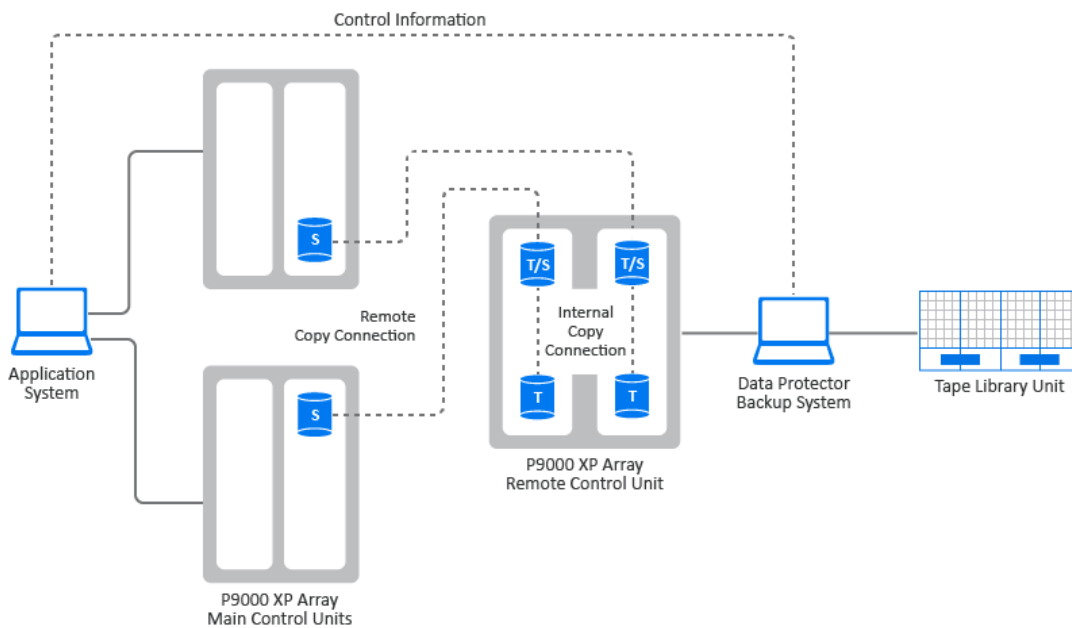 Control Information
S
T/S
T/S
Remote
Copy Connection
Internal
Copy
Connection
Application
System
Data Protector
Backup System
Tape Library Unit
S
T
T
P9000 XP Array
Remote Control Unit
P9000 XP Array
Main Control Units